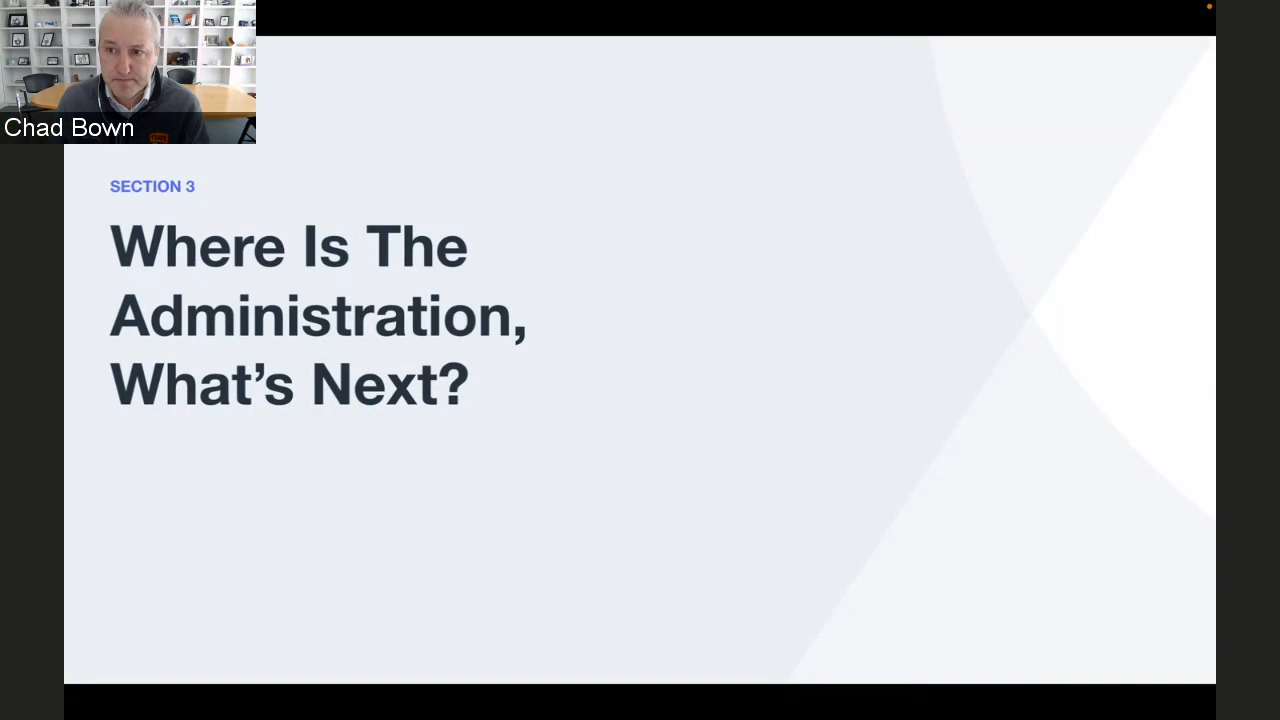 Chad Bown
SECTION 3
Where Is The
Administration,
What’s Next?